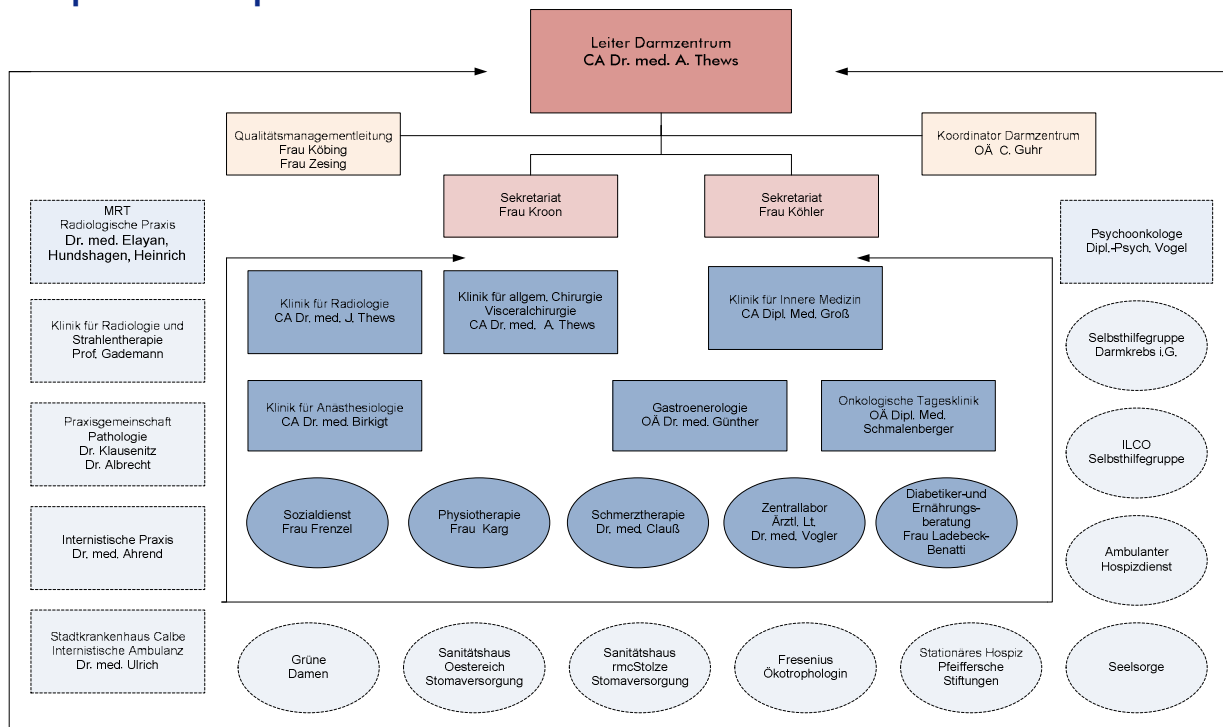 Leiter Darmzentrum
CA Dr. med. A. Thews
Qualitätsmanagementleitung
Frau Köbing
Frau Zesing
Koordinator Darmzentrum
OÄ C. Guhr
Sekretariat
Frau Kroon
Sekretariat
Frau Köhler
MRT
Radiologische Praxis
Dr. med. Elayan,
Hundshagen, Heinrich
Psychoonkologe
Dipl.-Psych. Vogel
Klinik für Radiologie
CA Dr. med. J. Thews
Klinik für allgem. Chirurgie
Visceralchirurgie
CA Dr. med. A. Thews
Klinik für Innere Medizin
CA Dipl. Med. Groß
Klinik für Radiologie und
Strahlentherapie
Prof. Gademann
Selbsthilfegruppe
Darmkrebs i.G.
Klinik für Anästhesiologie
CA Dr. med. Birkigt
Gastroenerologie
OÄ Dr. med. Günther
Onkologische Tagesklinik
OÄ Dipl. Med.
Schmalenberger
Praxisgemeinschaft
Pathologie
Dr. Klausenitz
Dr. Albrecht
ILCO
Selbsthilfegruppe
Sozialdienst
Frau Frenzel
Physiotherapie
Frau Karg
Schmerztherapie
Dr. med. Clauß
Zentrallabor
Ärztl. Lt.
Dr. med. Vogler
Diabetiker-und
Ernährungs-
beratung
Frau Ladebeck-
Benatti
Internistische Praxis
Dr. med. Ahrend
Ambulanter
Hospizdienst
Stadtkrankenhaus Calbe
Internistische Ambulanz
Dr. med. Ulrich
Grüne
Damen
Sanitätshaus
Oestereich
Stomaversorgung
Sanitätshaus
rmcStolze
Stomaversorgung
Fresenius
Ökotrophologin
Stationäres Hospiz
Pfeiffersche
Stiftungen
Seelsorge